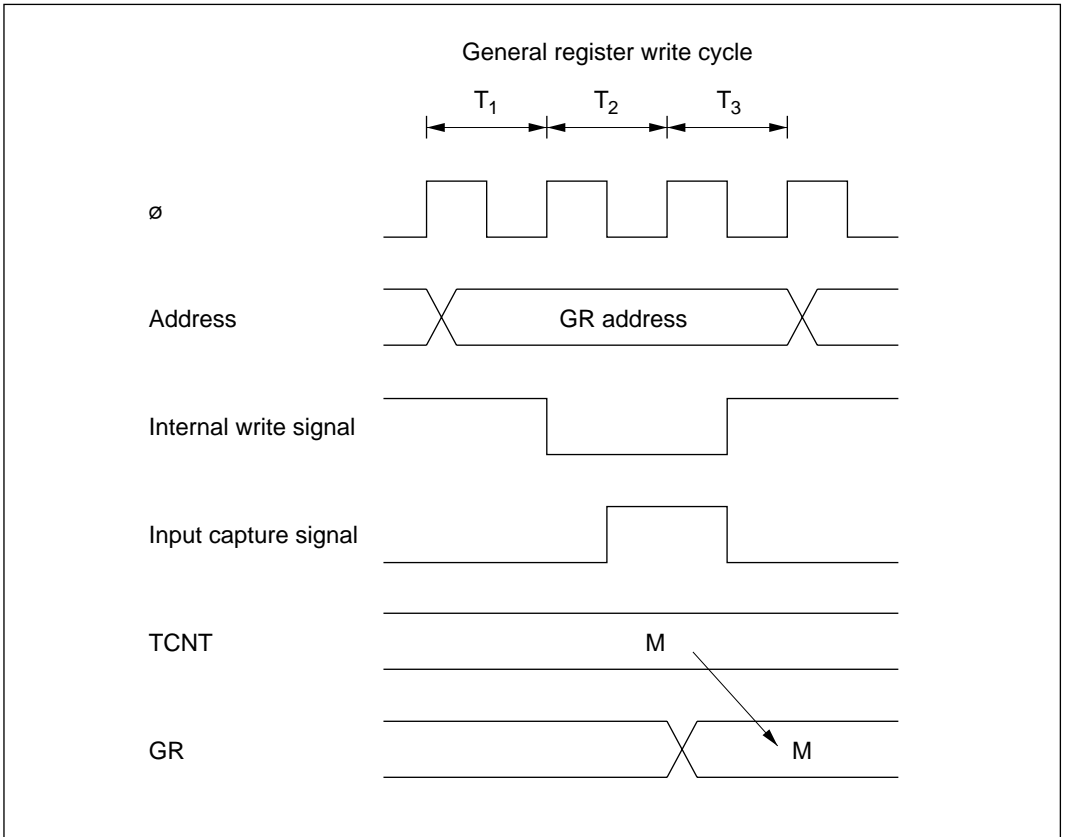 General register write cycle
T1 T2 T3
ø
Address GR address
Internal write signal
Input capture signal
TCNT M
GR M